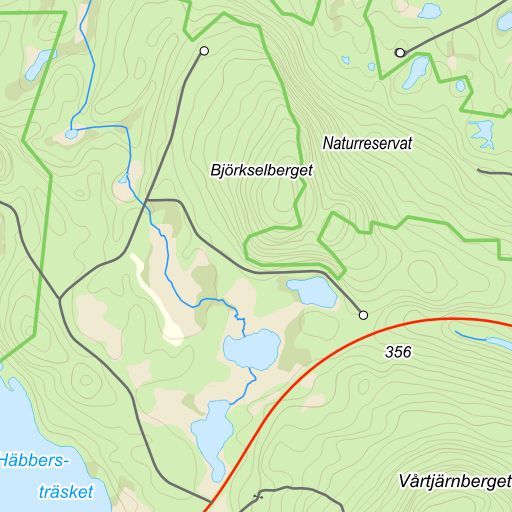 Naturreservat
Björkselberget
356
Häbbers-
träsket
Vårtjärnberget